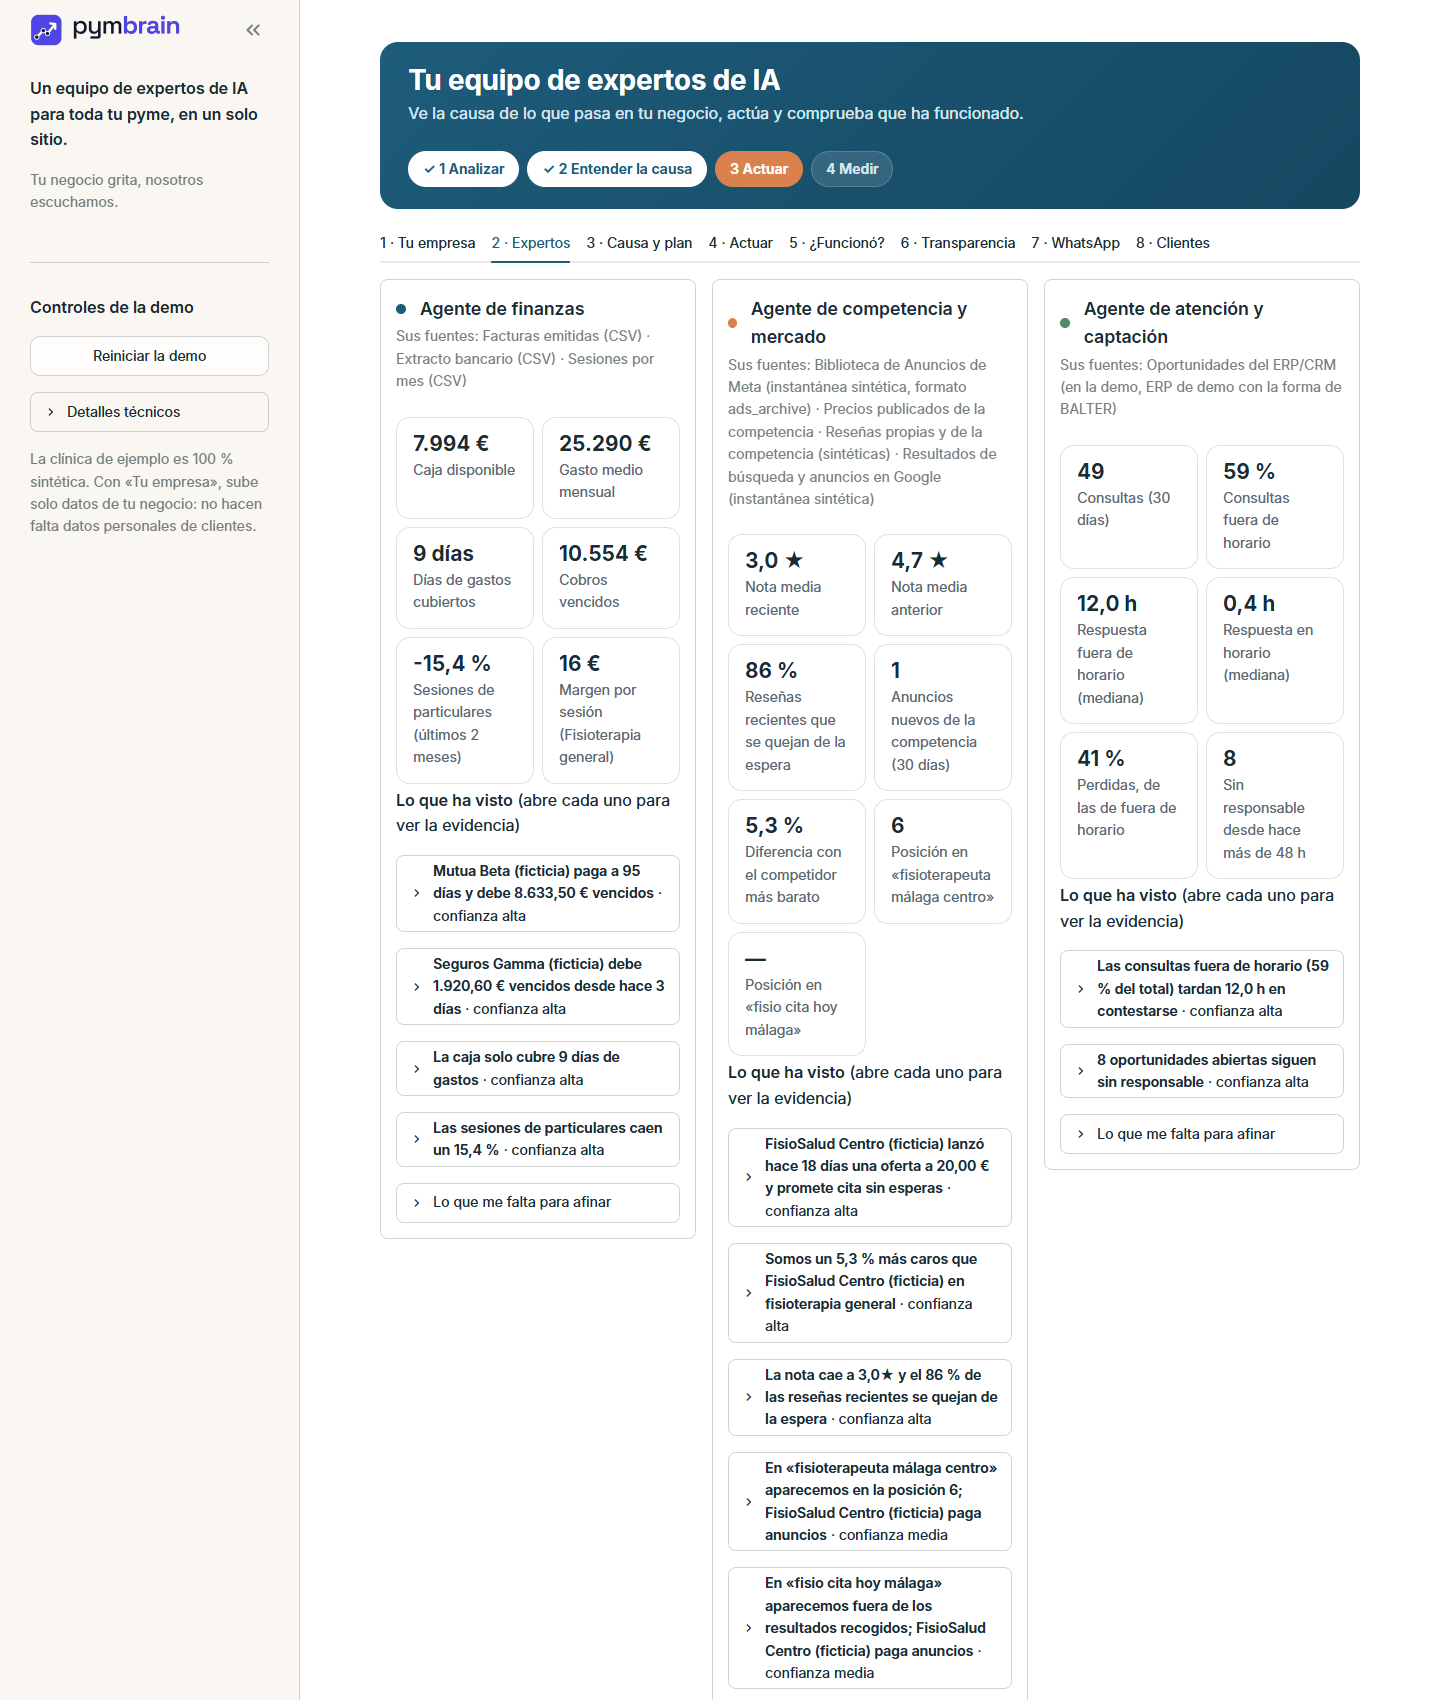 pymbrain
Un equipo de expertos de IA
para toda tu pyme, en un solo
sitio.
Tu negocio grita, nosotros
escuchamos.
Controles de la demo
Reiniciar la demo
Detalles técnicos
La clínica de ejemplo es 100 %
sintética. Con «Tu empresa», sube
solo datos de tu negocio: no hacen
falta datos personales de clientes.
Tu equipo de expertos de IA
Ve la causa de lo que pasa en tu negocio, actúa y comprueba que ha funcionado.
✓ 1 Analizar
✓ 2 Entender la causa
3 Actuar
4 Medir
1 · Tu empresa
2 · Expertos
3 · Causa y plan
4 · Actuar
5 · ¿Funcionó?
6 · Transparencia
7 · WhatsApp
8 · Clientes
Agente de finanzas
Sus fuentes: Facturas emitidas (CSV) ·
Extracto bancario (CSV) · Sesiones por
mes (CSV)
7.994 €
Caja disponible
25.290 €
Gasto medio
mensual
9 días
Días de gastos
cubiertos
10.554 €
Cobros
vencidos
-15,4 %
Sesiones de
particulares
(últimos 2
meses)
16 €
Margen por
sesión
(Fisioterapia
general)
Lo que ha visto (abre cada uno para
ver la evidencia)
Mutua Beta (ficticia) paga a 95
días y debe 8.633,50 € vencidos ·
confianza alta
Seguros Gamma (ficticia) debe
1.920,60 € vencidos desde hace 3
días · confianza alta
La caja solo cubre 9 días de
gastos · confianza alta
Las sesiones de particulares caen
un 15,4 % · confianza alta
Lo que me falta para afinar
Agente de competencia y
mercado
Sus fuentes: Biblioteca de Anuncios de
Meta (instantánea sintética, formato
ads_archive) · Precios publicados de la
competencia · Reseñas propias y de la
competencia (sintéticas) · Resultados de
búsqueda y anuncios en Google
(instantánea sintética)
3,0 ★
Nota media
reciente
4,7 ★
Nota media
anterior
86 %
Reseñas
recientes que
se quejan de la
espera
1
Anuncios
nuevos de la
competencia
(30 días)
5,3 %
Diferencia con
el competidor
más barato
6
Posición en
«fisioterapeuta
málaga centro»
—
Posición en
«fisio cita hoy
málaga»
Lo que ha visto (abre cada uno para
ver la evidencia)
FisioSalud Centro (ficticia) lanzó
hace 18 días una oferta a 20,00 €
y promete cita sin esperas ·
confianza alta
Somos un 5,3 % más caros que
FisioSalud Centro (ficticia) en
fisioterapia general · confianza
alta
La nota cae a 3,0★ y el 86 % de
las reseñas recientes se quejan de
la espera · confianza alta
En «fisioterapeuta málaga centro»
aparecemos en la posición 6;
FisioSalud Centro (ficticia) paga
anuncios · confianza media
En «fisio cita hoy málaga»
aparecemos fuera de los
resultados recogidos; FisioSalud
Centro (ficticia) paga anuncios ·
confianza media
Agente de atención y
captación
Sus fuentes: Oportunidades del ERP/CRM
(en la demo, ERP de demo con la forma de
BALTER)
49
Consultas (30
días)
59 %
Consultas
fuera de
horario
12,0 h
Respuesta
fuera de
horario
(mediana)
0,4 h
Respuesta en
horario
(mediana)
41 %
Perdidas, de
las de fuera de
horario
8
Sin
responsable
desde hace
más de 48 h
Lo que ha visto (abre cada uno para
ver la evidencia)
Las consultas fuera de horario (59
% del total) tardan 12,0 h en
contestarse · confianza alta
8 oportunidades abiertas siguen
sin responsable · confianza alta
Lo que me falta para afinar